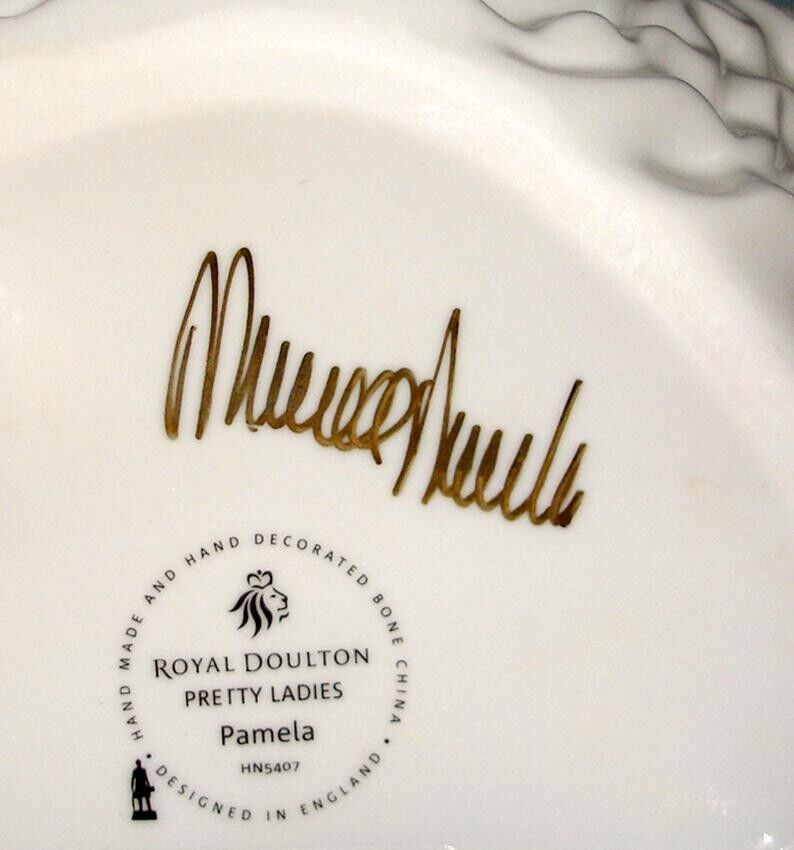 HAND MADE AND HAND DECORATED BONE CHINA
ROYAL DOULTON
PRETTY LADIES
Pamela
HN5407
DESIGNED IN ENGLAND